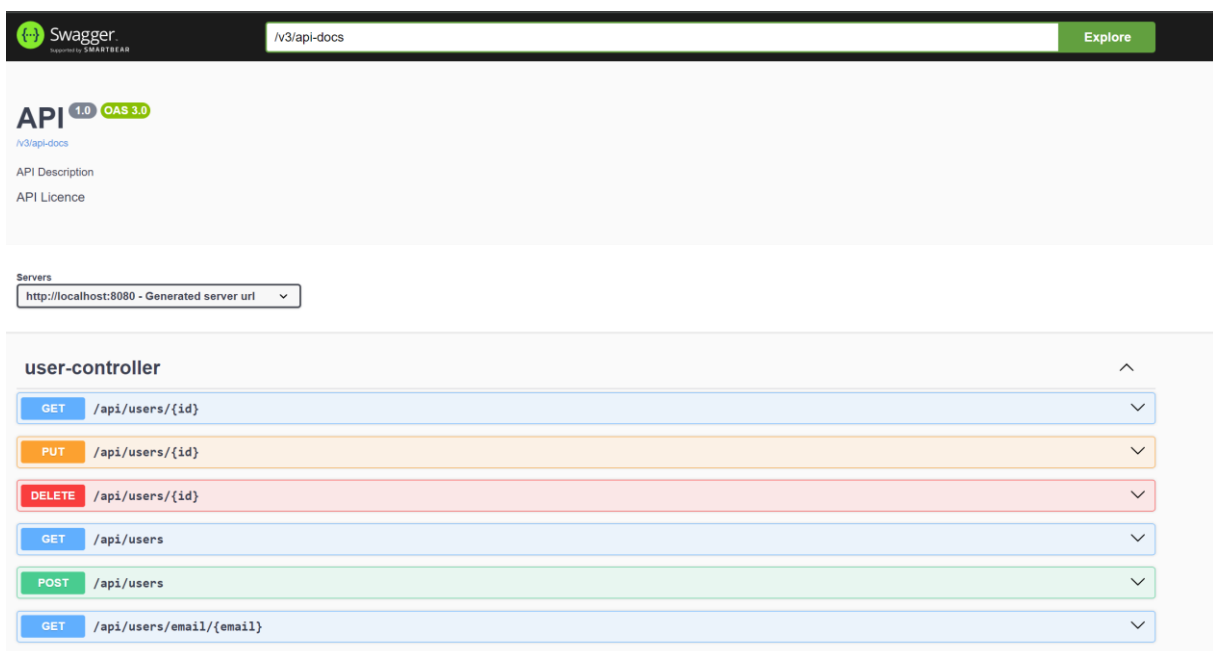 {··} Swagger.
Supported by SMARTBEAR
/v3/api-docs
Explore
API 1.0 OAS 3.0
/v3/api-docs
API Description
API Licence
Servers
http://localhost:8080 - Generated server url
user-controller
GET /api/users/{id}
PUT /api/users/{id}
DELETE /api/users/{id}
GET /api/users
POST /api/users
GET /api/users/email/{email}